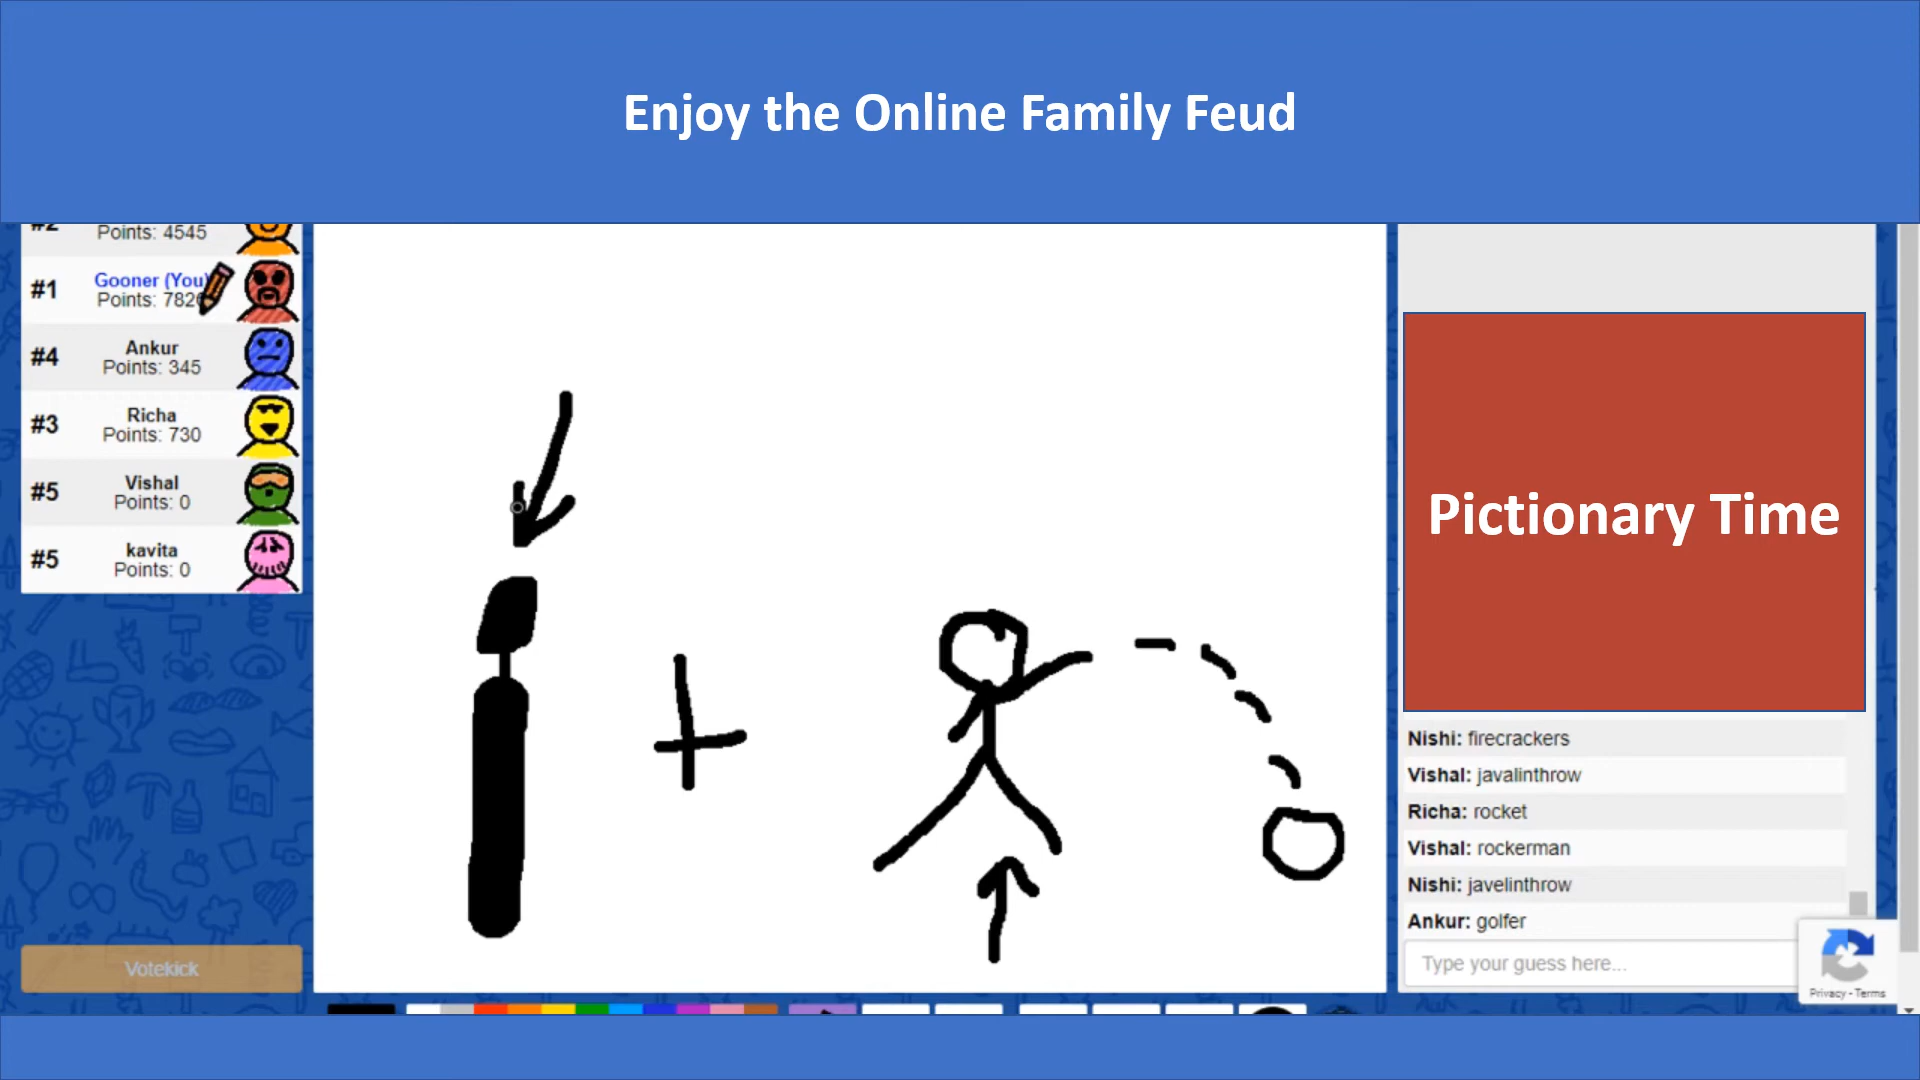 Enjoy the Online Family Feud
Points: 4545
#1
Gooner (You)
Points: 782
#4
Ankur
Points: 345
#3
Richa
Points: 730
#5
Vishal
Points: 0
#5
kavita
Points: 0
Votekick
Pictionary Time
Nishi: firecrackers
Vishal: javalinthrow
Richa: rocket
Vishal: rockerman
Nishi: javelinthrow
Ankur: golfer
Type your guess here...
Privacy - Terms